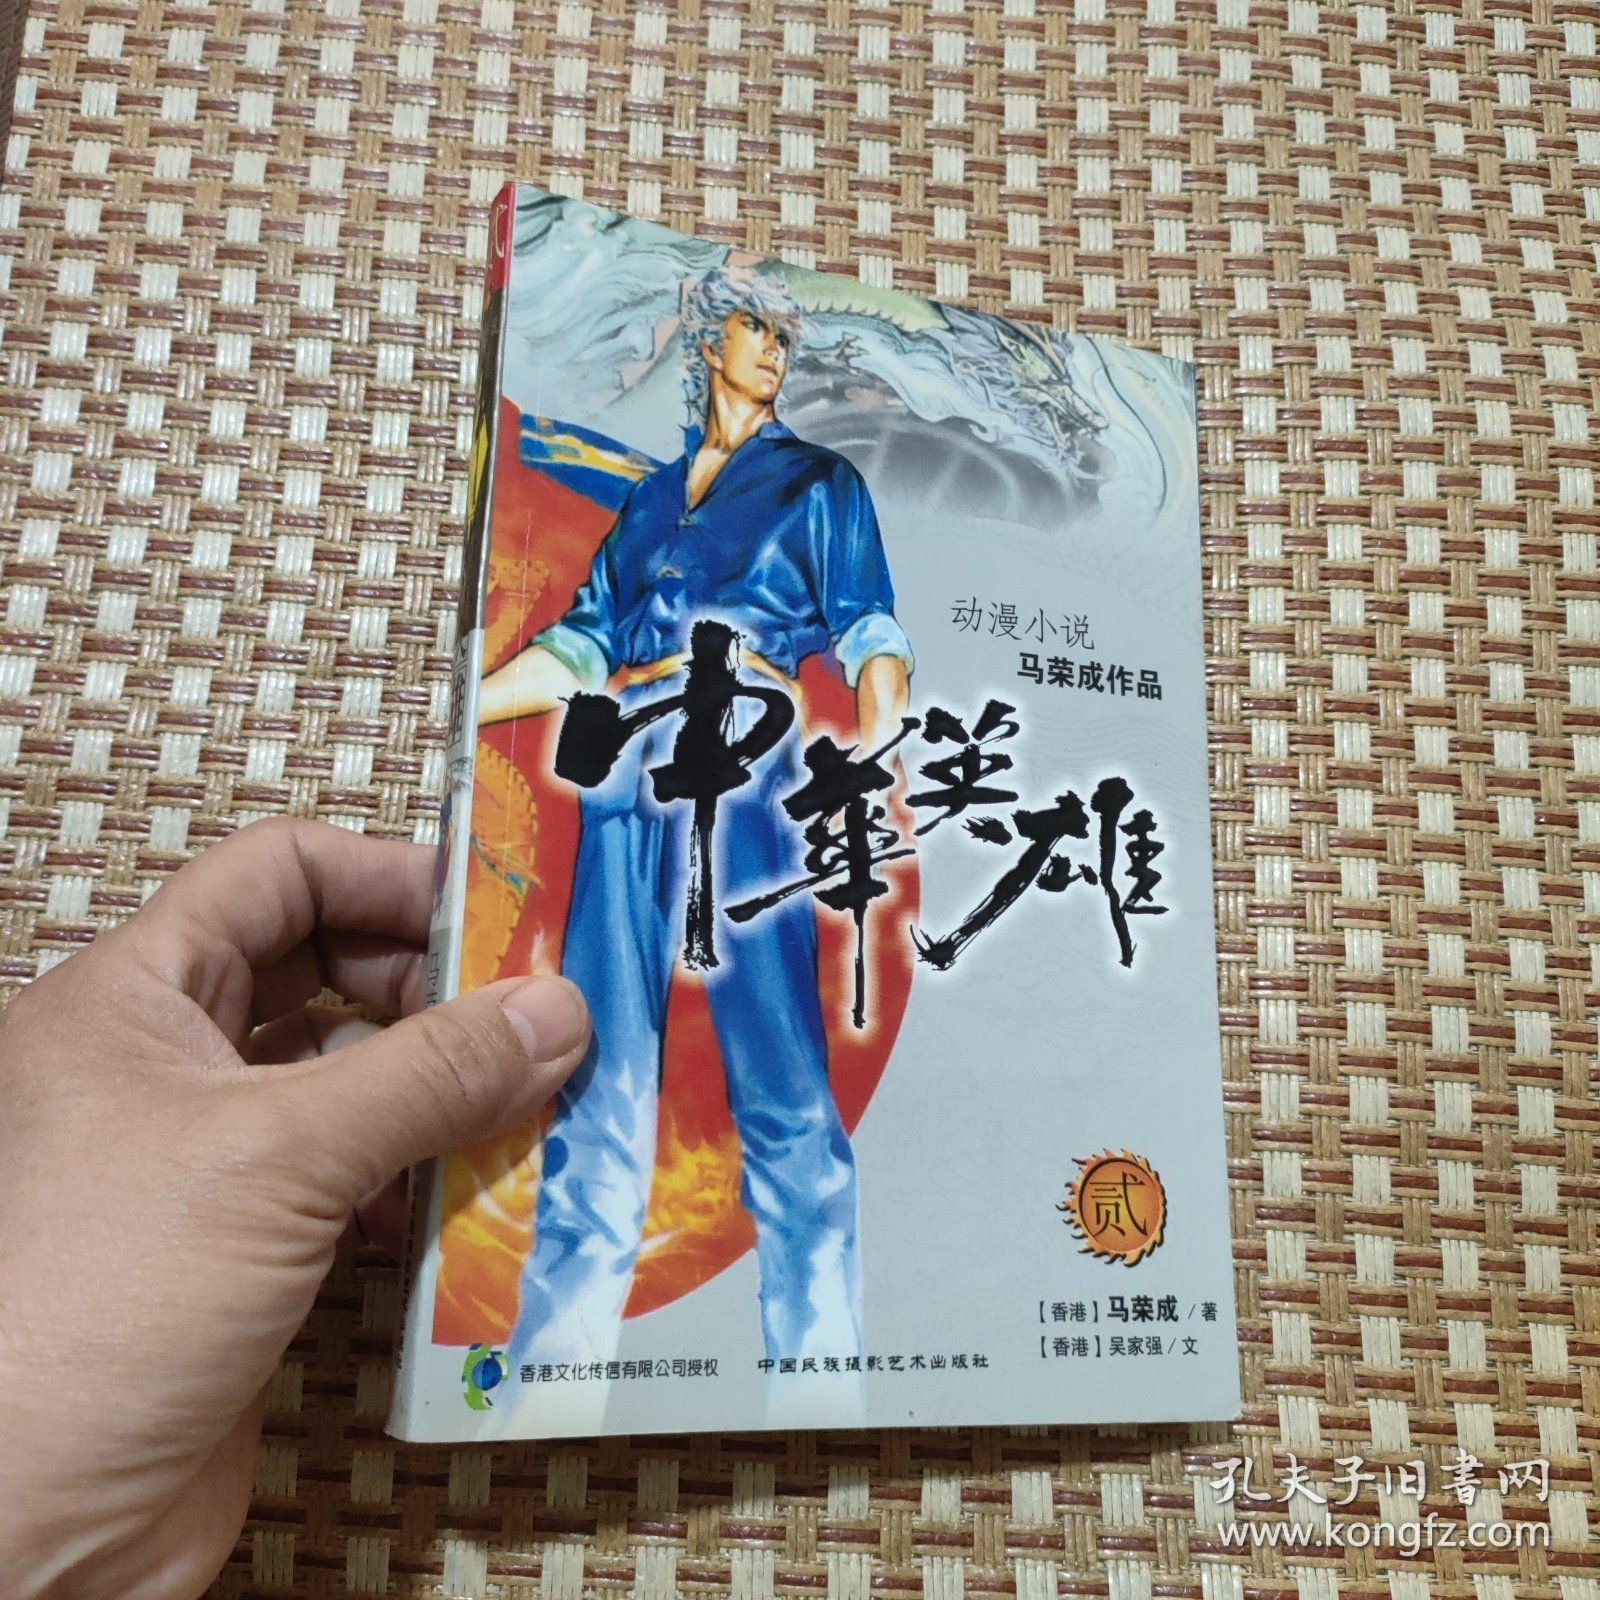 动漫小说
马荣成作品
中華英雄
贰
【香港】马荣成/著
【香港】吴家强/文
香港文化传信有限公司授权
中国民族摄影艺术出版社
孔夫子旧书网
www.kongfz.com